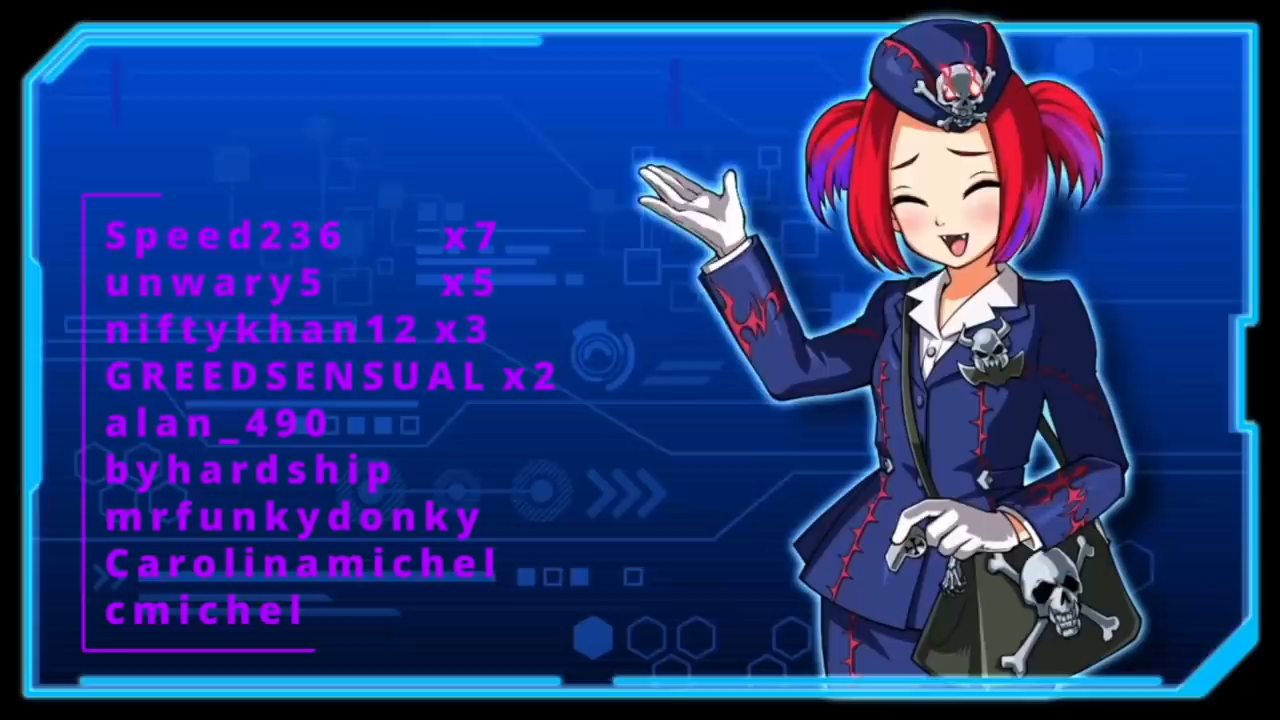 Speed236 x7
unwary5 x5
niftykhan12 x3
GREEDSENSUAL x2
alan_490
byhardship
mrfunkydonky
Carolinamichel
cmichel